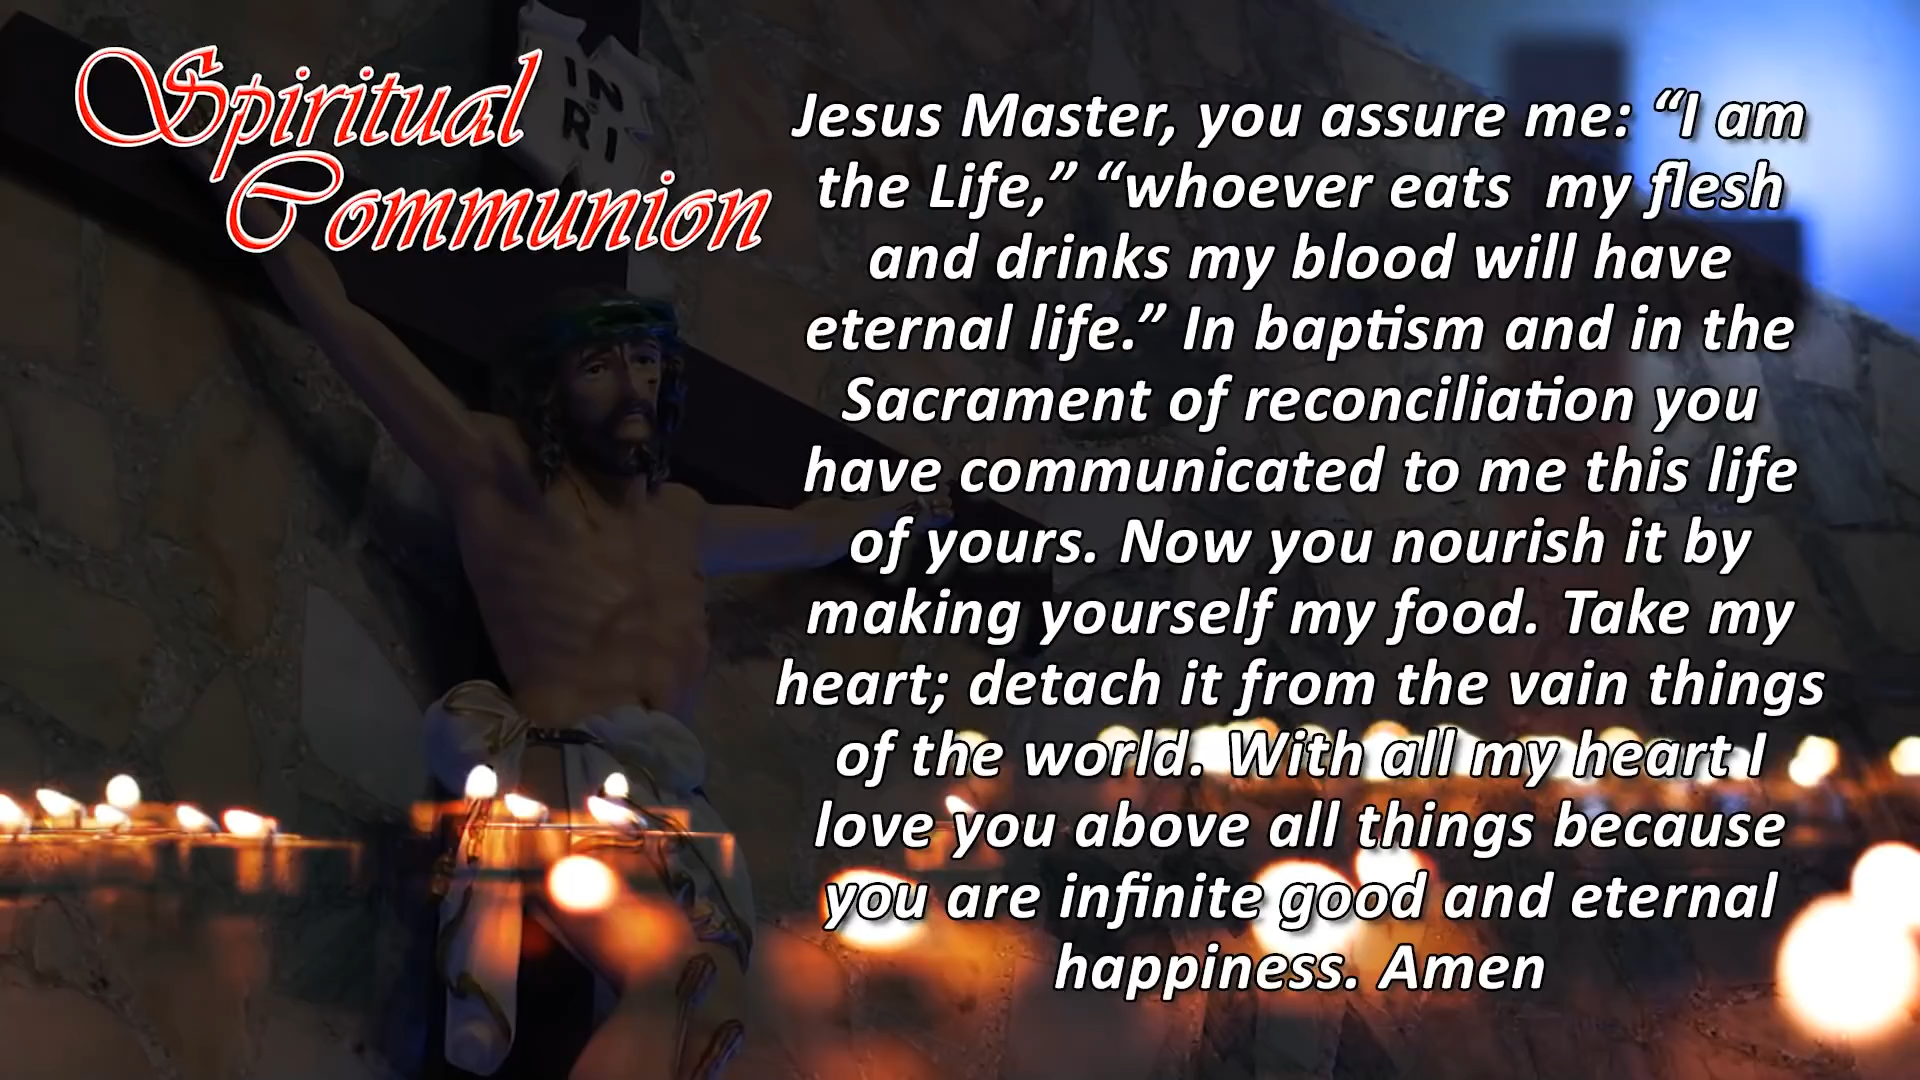 Spiritual
Communion
IN
RI
Jesus Master, you assure me: “I am
the Life,” “whoever eats  my flesh
and drinks my blood will have
eternal life.” In baptism and in the
Sacrament of reconciliation you
have communicated to me this life
of yours. Now you nourish it by
making yourself my food. Take my
heart; detach it from the vain things
of the world. With all my heart I
love you above all things because
you are infinite good and eternal
happiness. Amen